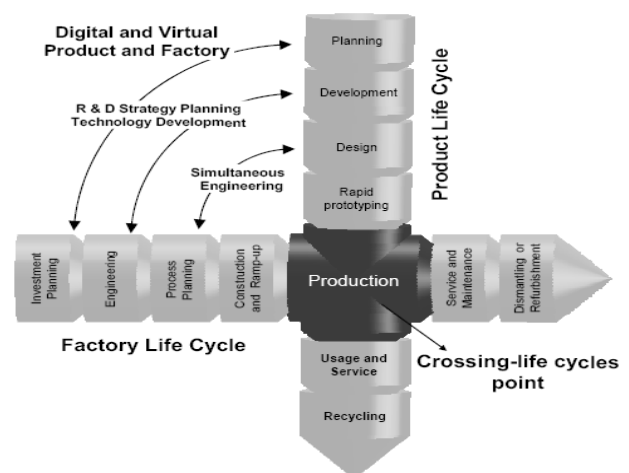 Digital and Virtual
Product and Factory
Planning
R & D Strategy Planning
Technology Development
Development
Simultaneous
Engineering
Design
Rapid
prototyping
Product Life Cycle
Investment
Planning
Engineering
Process
Planning
Construction
and Ramp-up
Production
Service and
Maintenance
Dismantling or
Refurbishment
Factory Life Cycle
Usage and
Service
Crossing-life cycles
point
Recycling